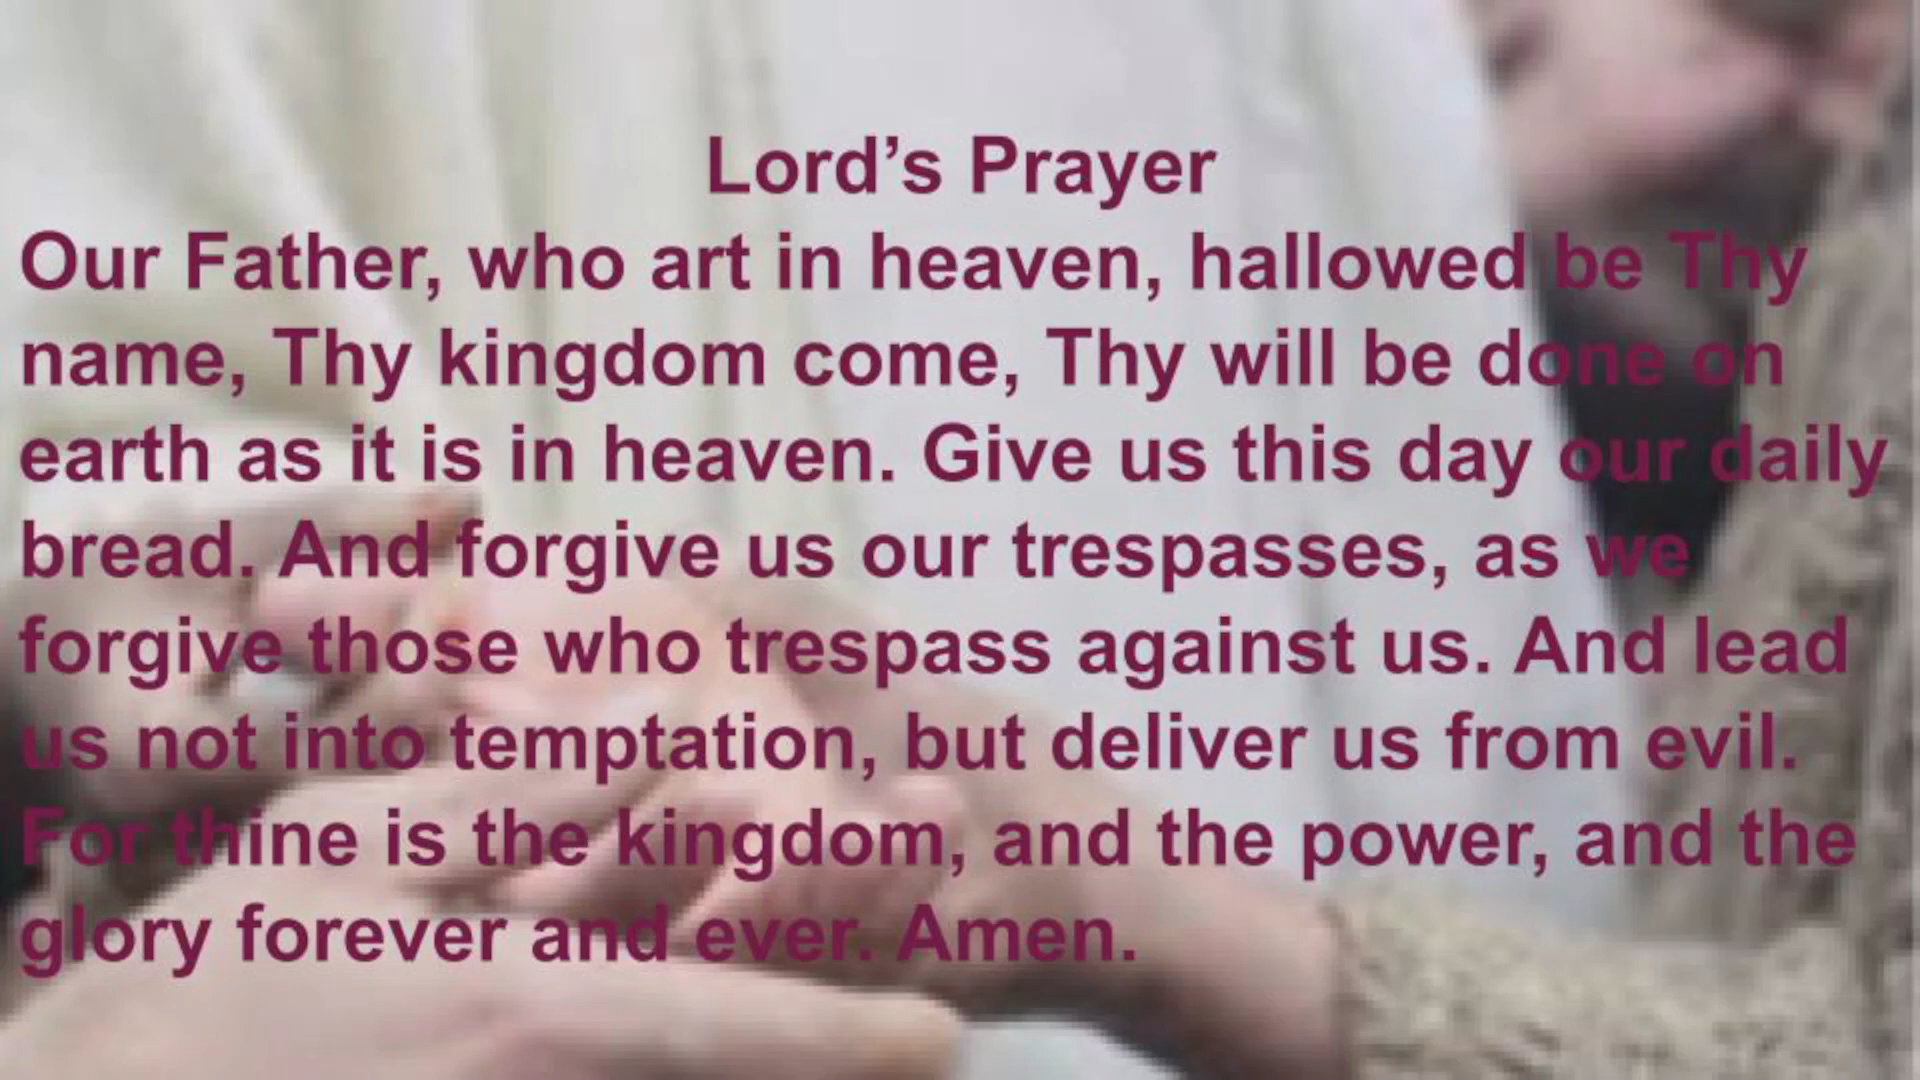 Lord’s Prayer
Our Father, who art in heaven, hallowed be Thy
name, Thy kingdom come, Thy will be done on
earth as it is in heaven. Give us this day our daily
bread. And forgive us our trespasses, as we
forgive those who trespass against us. And lead
us not into temptation, but deliver us from evil.
For thine is the kingdom, and the power, and the
glory forever and ever. Amen.